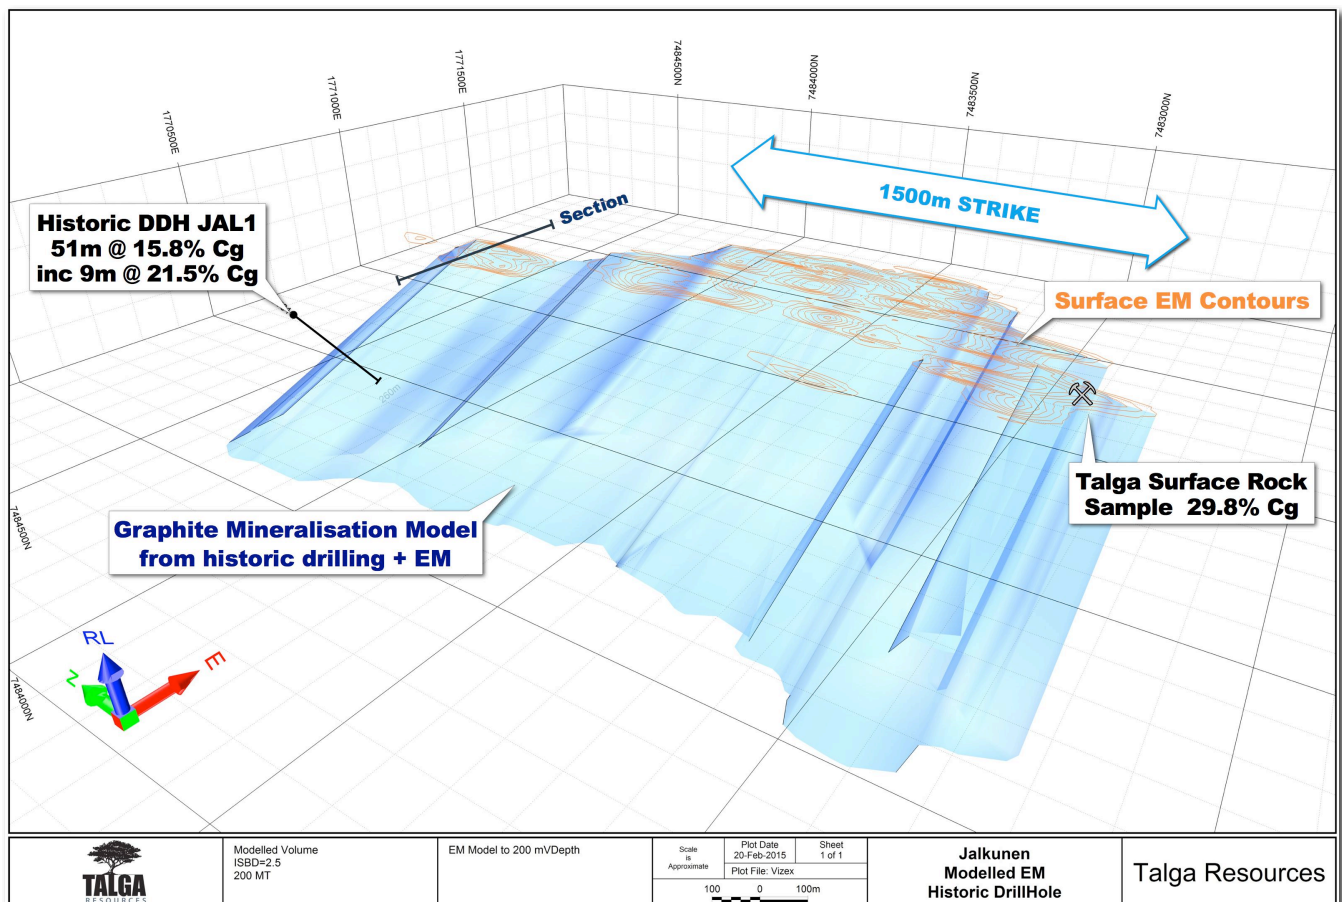 1770500E
1771000E
1771500E
7484500N
7484000N
7483500N
7483000N
1500m STRIKE
Section
Historic DDH JAL1
51m @ 15.8% Cg
inc 9m @ 21.5% Cg
Surface EM Contours
250m
Talga Surface Rock
Sample 29.8% Cg
Graphite Mineralisation Model
from historic drilling + EM
7484500N
7484000N
RL
N
E
TALGA
RESOURCES
Modelled Volume
ISBD=2.5
200 MT
EM Model to 200 mVDepth
Scale
is
Approximate
Plot Date
20-Feb-2015
Sheet
1 of 1
Plot File: Vizex
100 0 100m
Jalkunen
Modelled EM
Historic DrillHole
Talga Resources